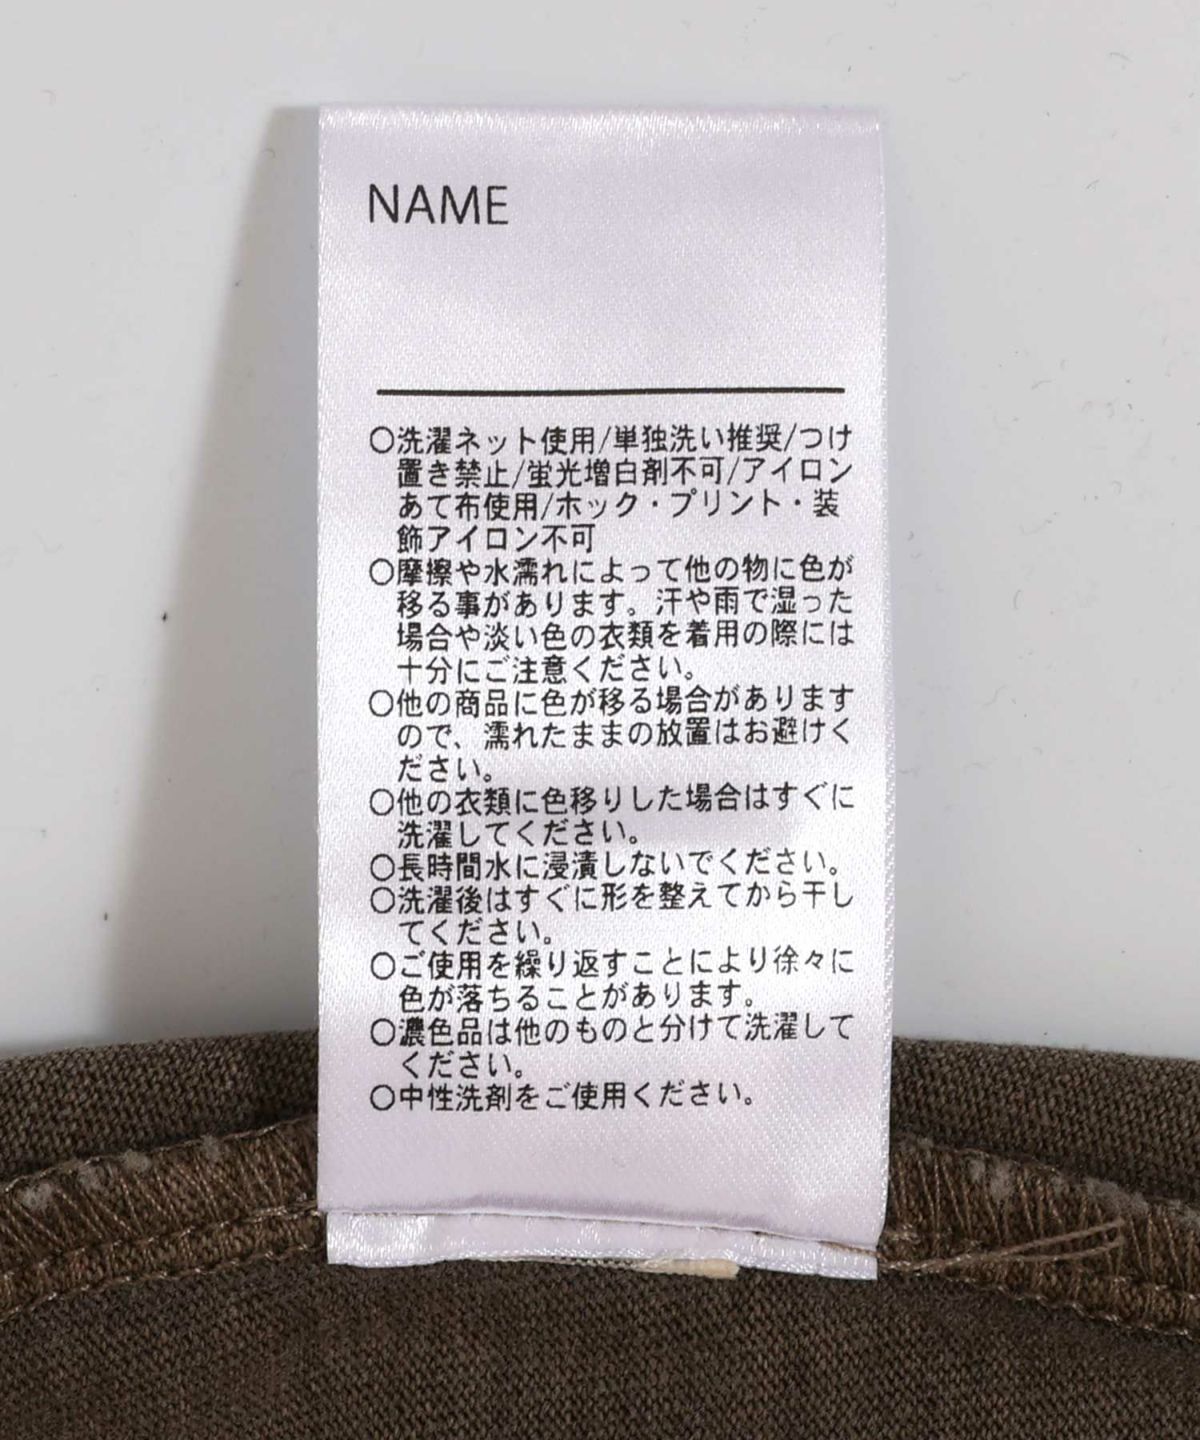 NAME
○洗濯ネット使用/単独洗い推奨/つけ
置き禁止/蛍光増白剤不可/アイロン
あて布使用/ホック・プリント・装
飾アイロン不可
○摩擦や水濡れによって他の物に色が
移る事があります。汗や雨で湿った
場合や淡い色の衣類を着用の際には
十分にご注意ください。
○他の商品に色が移る場合があります
ので、濡れたままの放置はお避けく
ださい。
○他の衣類に色移りした場合はすぐに
洗濯してください。
○長時間水に浸漬しないでください。
○洗濯後はすぐに形を整えてから干し
てください。
○ご使用を繰り返すことにより徐々に
色が落ちることがあります。
○濃色品は他のものと分けて洗濯して
ください。
○中性洗剤をご使用ください。